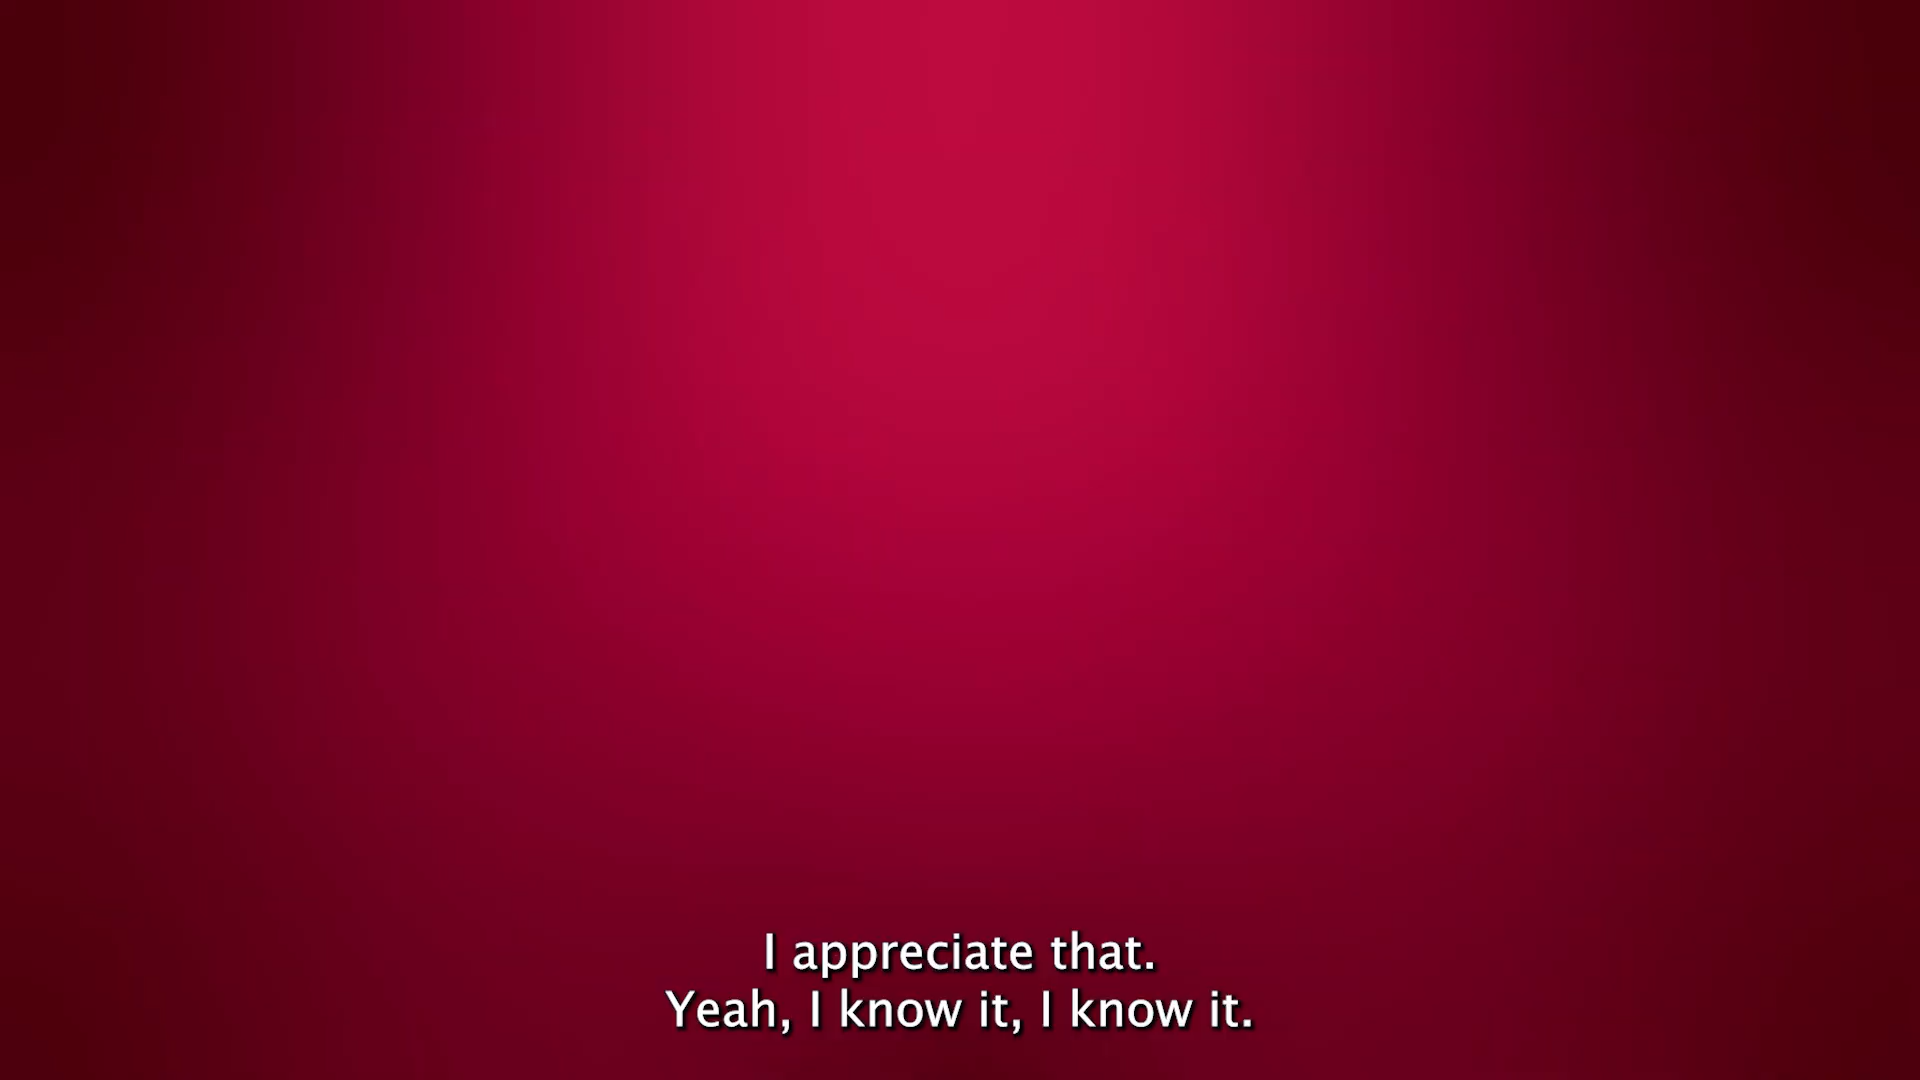 I appreciate that.
Yeah, I know it, I know it.